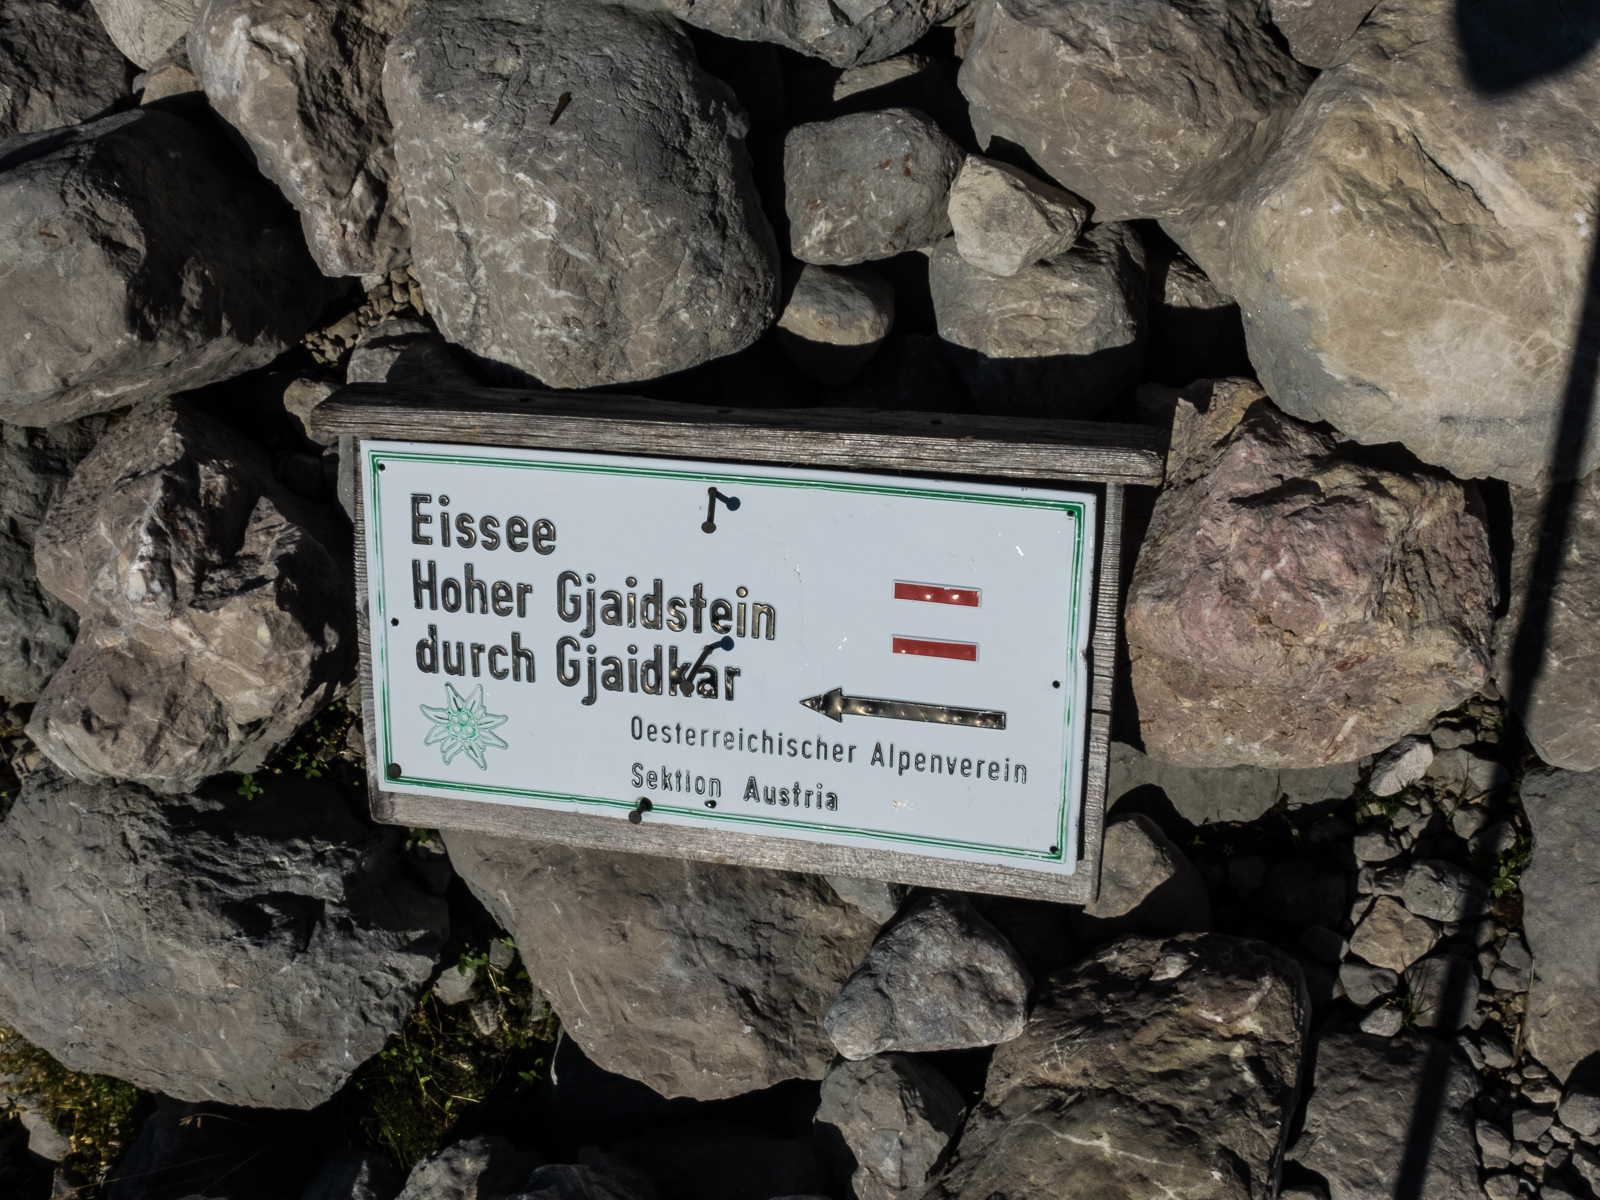 Eissee
Hoher Gjaidstein
durch Gjaidkar
Oesterreichischer Alpenverein
Sektion Austria